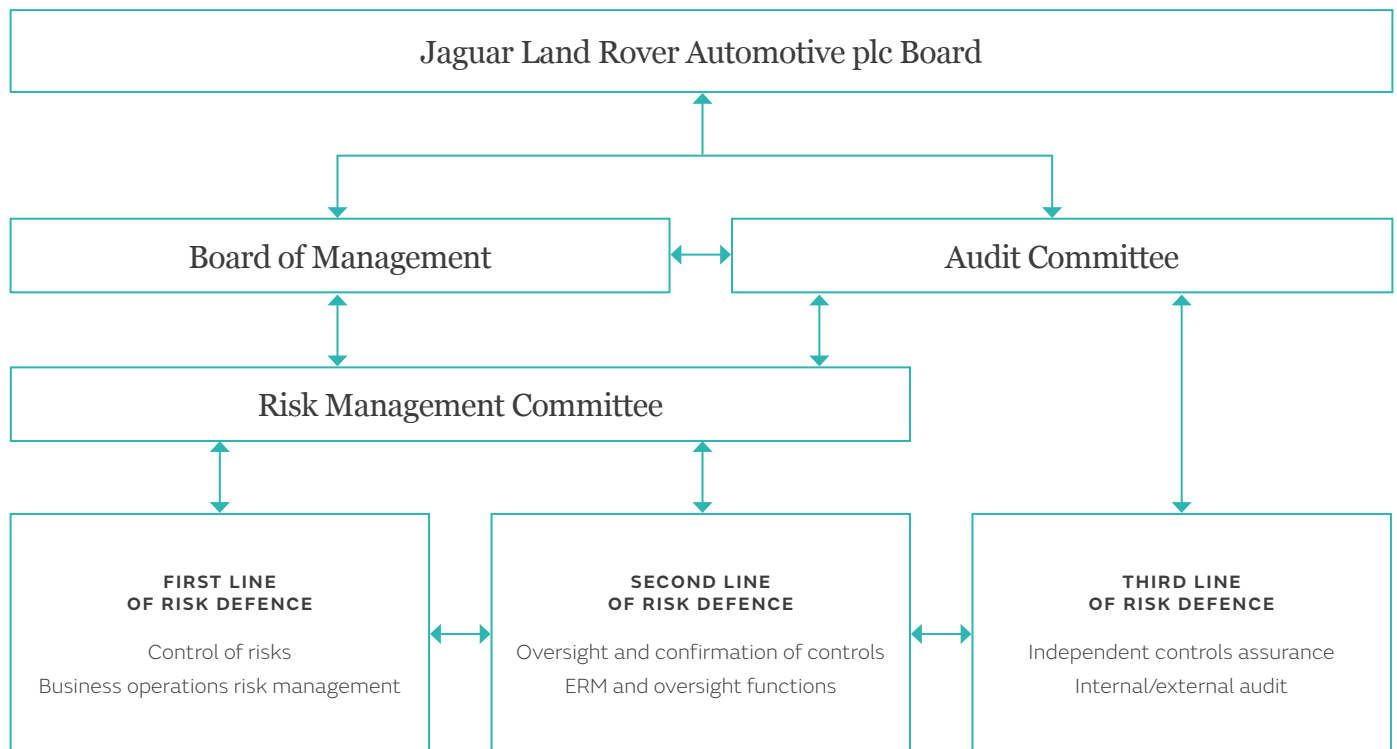 Jaguar Land Rover Automotive plc Board
Board of Management
Audit Committee
Risk Management Committee
FIRST LINE
OF RISK DEFENCE
Control of risks
Business operations risk management
SECOND LINE
OF RISK DEFENCE
Oversight and confirmation of controls
ERM and oversight functions
THIRD LINE
OF RISK DEFENCE
Independent controls assurance
Internal/external audit